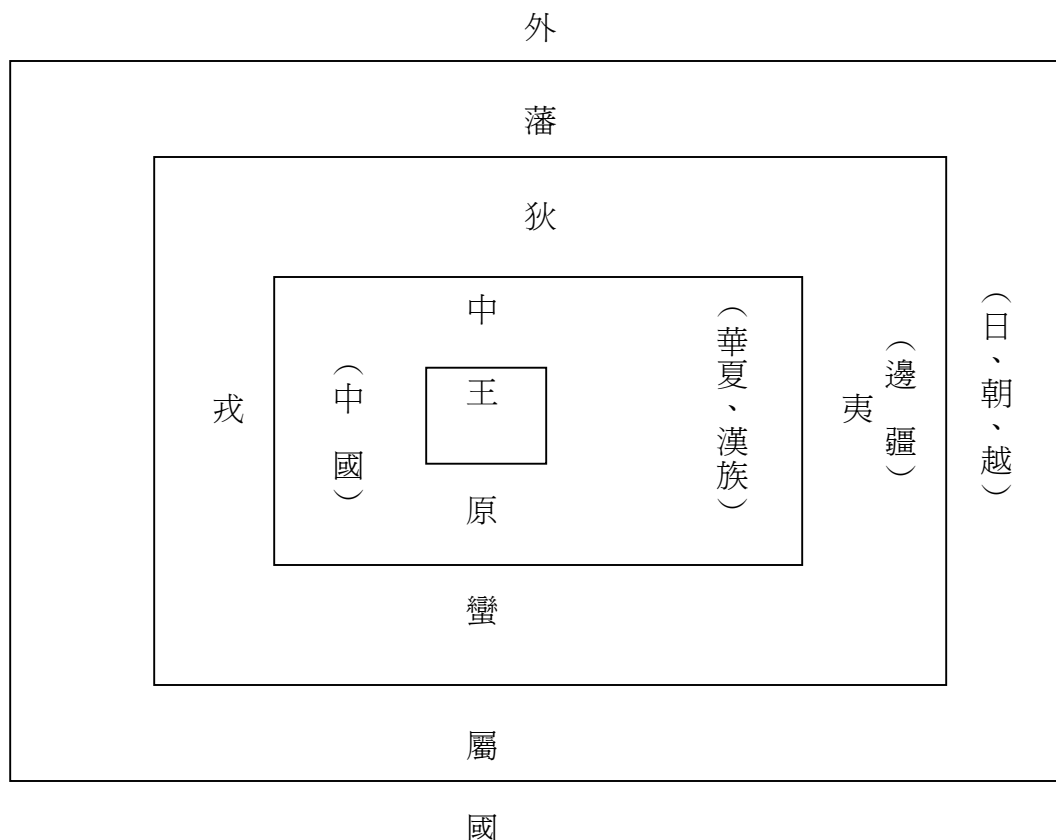 外
藩
狄
中
王
原
（中 國）
（華夏、漢族）
戎
夷
（邊 疆）
（日、朝、越）
蠻
屬
國